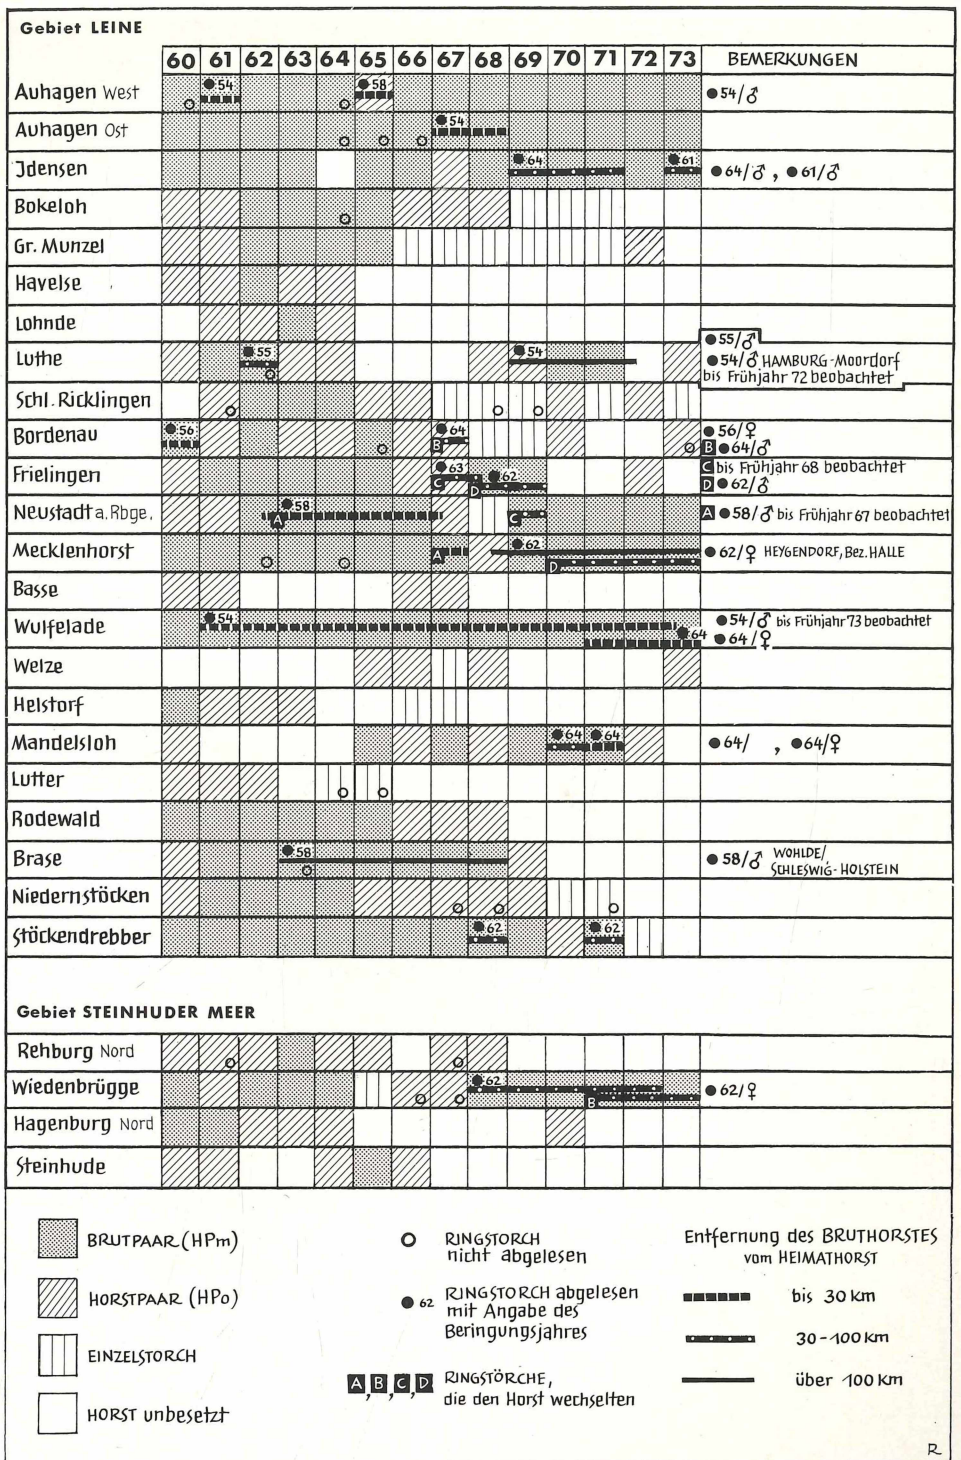 Gebiet LEINE
60 61 62 63 64 65 66 67 68 69 70 71 72 73 BEMERKUNGEN
Auhagen West 54 58 54/♂
Auhagen Ost 54
Jdensen 64 61 64/♂, 61/♂
Bokeloh
Gr. Munzel
Havelse
Lohnde
Luthe 55 54 55/♂
54/♂ HAMBURG-Moordorf
bis Frühjahr 72 beobachtet
Schl. Ricklingen
Bordenau 56 64 B 56/♀
B 64/♂
Frielingen 63 C 62 D C bis Frühjahr 68 beobachtet
D 62/♂
Neustadt a. Rbge. 58 A C A 58/♂ bis Frühjahr 67 beobachtet
Mecklenhorst A 62 D 62/♀ HEYGENDORF, Bez. HALLE
Basse
Wulfelade 54 64 54/♂ bis Frühjahr '73 beobachtet
64/♀
Welze
Helstorf
Mandelsloh 64 64 64/ , 64/♀
Lutter
Rodewald
Brase 58 58/♂ WOHLDE/
SCHLESWIG-HOLSTEIN
Niedernstöcken
Stöckendrebber 62 62
Gebiet STEINHUDER MEER
Rehburg Nord
Wiedenbrügge 62 B 62/♀
Hagenburg Nord
Steinhude
BRUTPAAR (HPm)
HORSTPAAR (HPo)
EINZELSTORCH
HORST unbesetzt
RINGSTORCH
nicht abgelesen
62 RINGSTORCH abgelesen
mit Angabe des
Beringungsjahres
A, B, C, D RINGSTÖRCHE,
die den Horst wechselten
Entfernung des BRUTHORSTES
vom HEIMATHORST
bis 30 km
30-100 km
über 100 km
R